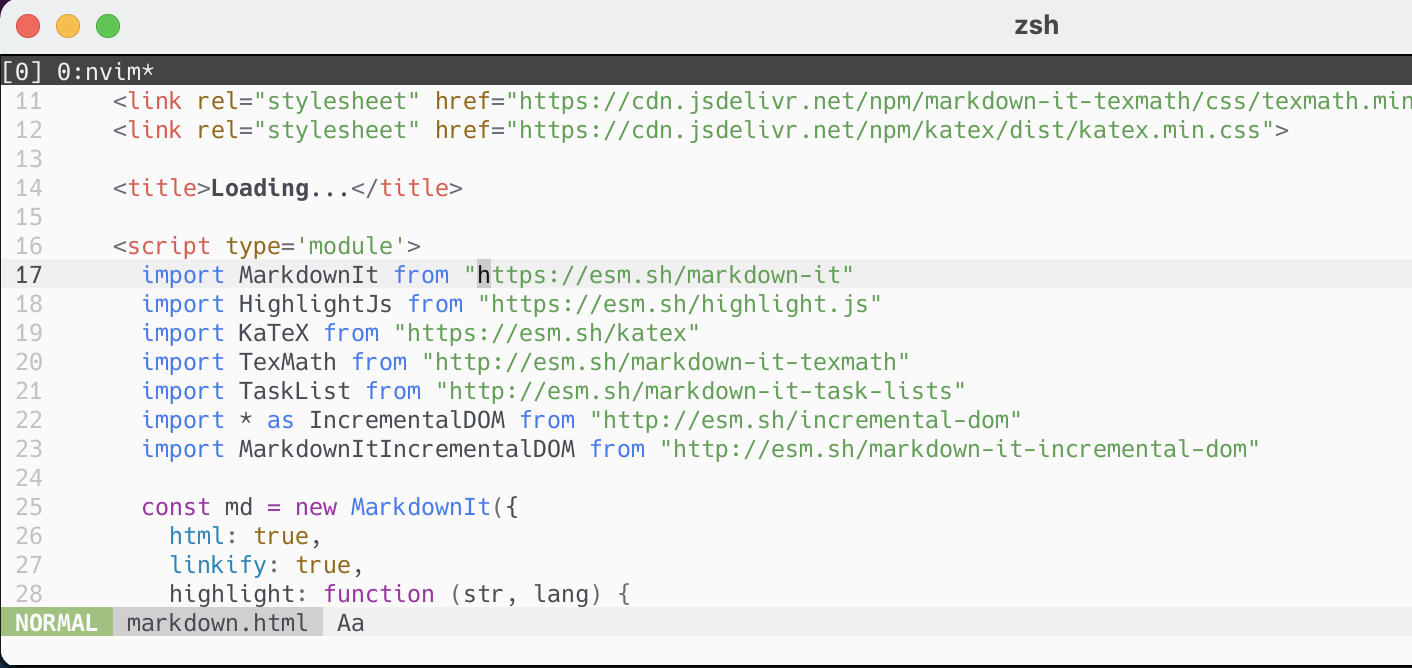 zsh
[0] 0:nvim*
11     <link rel="stylesheet" href="https://cdn.jsdelivr.net/npm/markdown-it-texmath/css/texmath.min
12     <link rel="stylesheet" href="https://cdn.jsdelivr.net/npm/katex/dist/katex.min.css">
13
14     <title>Loading...</title>
15
16     <script type='module'>
17       import MarkdownIt from "https://esm.sh/markdown-it"
18       import HighlightJs from "https://esm.sh/highlight.js"
19       import KaTeX from "https://esm.sh/katex"
20       import TexMath from "http://esm.sh/markdown-it-texmath"
21       import TaskList from "http://esm.sh/markdown-it-task-lists"
22       import * as IncrementalDOM from "http://esm.sh/incremental-dom"
23       import MarkdownItIncrementalDOM from "http://esm.sh/markdown-it-incremental-dom"
24
25       const md = new MarkdownIt({
26         html: true,
27         linkify: true,
28         highlight: function (str, lang) {
NORMAL markdown.html Aa